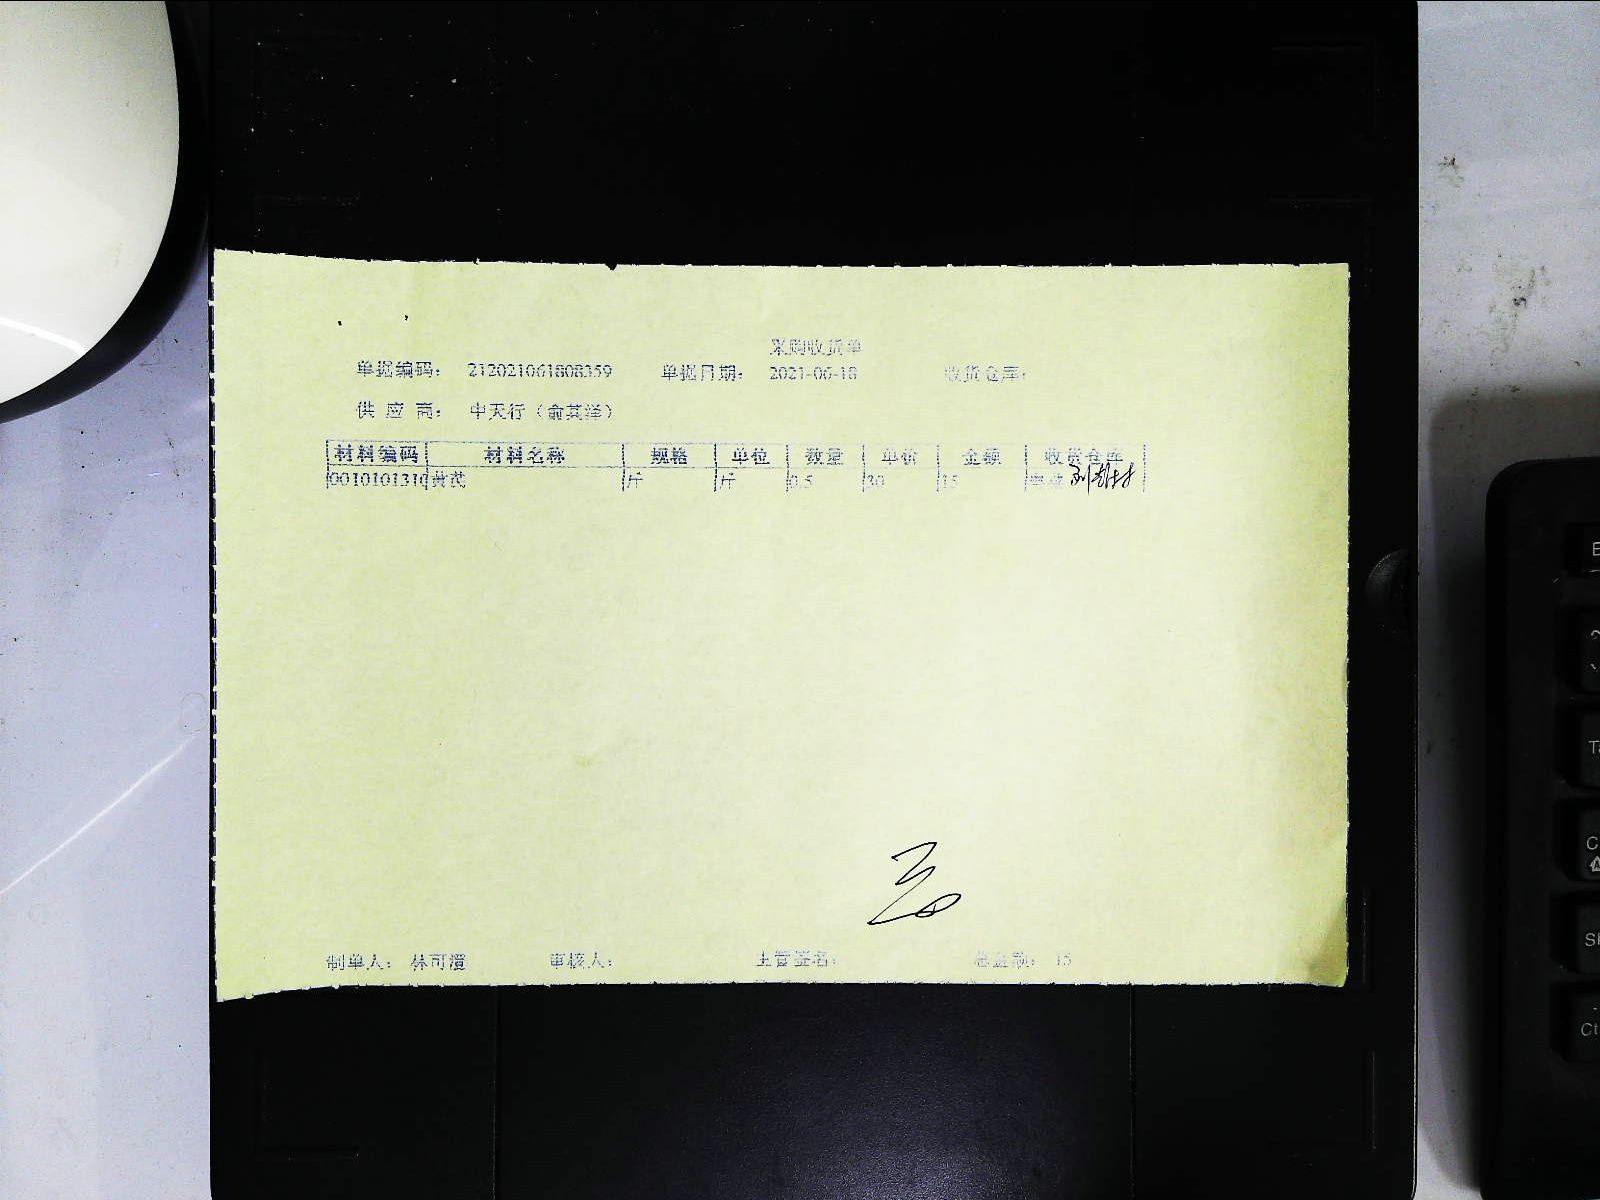 采购收货单
单据编码: 212021061808359 单据日期: 2021-06-18 收货仓库:
供应商: 中天行(俞其泽)
材料编码 材料名称 规格 单位 数量 单价 金额 收货仓库
0010101310 黄芪 斤 斤 0.5 30 15
制单人: 林可滢 审核人: 主管签名: 总金额: 15